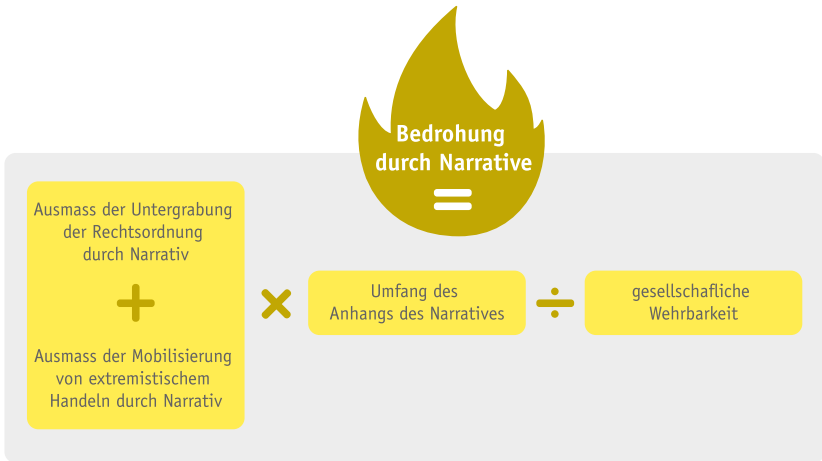 Bedrohung
durch Narrative
=
Ausmass der Untergrabung
der Rechtsordnung
durch Narrativ
+
Ausmass der Mobilisierung
von extremistischem
Handeln durch Narrativ
×
Umfang des
Anhangs des Narratives
÷
gesellschafliche
Wehrbarkeit